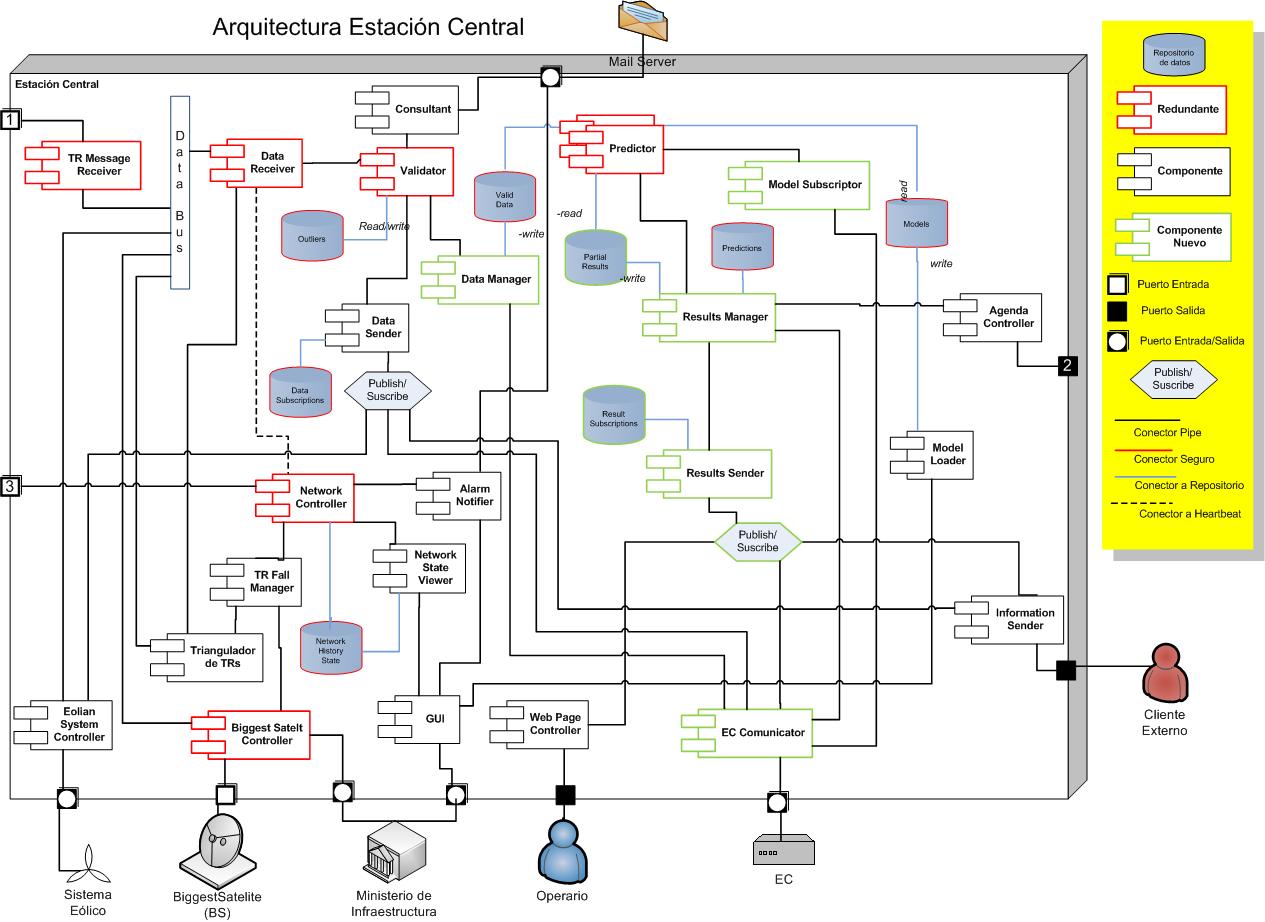 Arquitectura Estación Central
Mail Server
Estación Central
1
TR Message
Receiver
Data Bus
Data
Receiver
Consultant
Validator
Outliers
Read/write
Valid
Data
-write
Data Manager
Predictor
-read
Partial
Results
-write
Model Subscriptor
Predictions
Results Manager
read
Models
write
Agenda
Controller
2
Data
Sender
Data
Subscriptions
Publish/
Suscribe
Result
Subscriptions
Results Sender
Model
Loader
3
Network
Controller
Alarm
Notifier
Network
State
Viewer
TR Fall
Manager
Publish/
Suscribe
Network
History
State
Triangulador
de TRs
Information
Sender
Eolian
System
Controller
Biggest Satelt
Controller
GUI
Web Page
Controller
EC Comunicator
Sistema
Eólico
BiggestSatelite
(BS)
Ministerio de
Infraestructura
Operario
EC
Cliente
Externo
Repositorio
de datos
Redundante
Componente
Componente
Nuevo
Puerto Entrada
Puerto Salida
Puerto Entrada/Salida
Publish/
Suscribe
Conector Pipe
Conector Seguro
Conector a Repositorio
Conector a Heartbeat